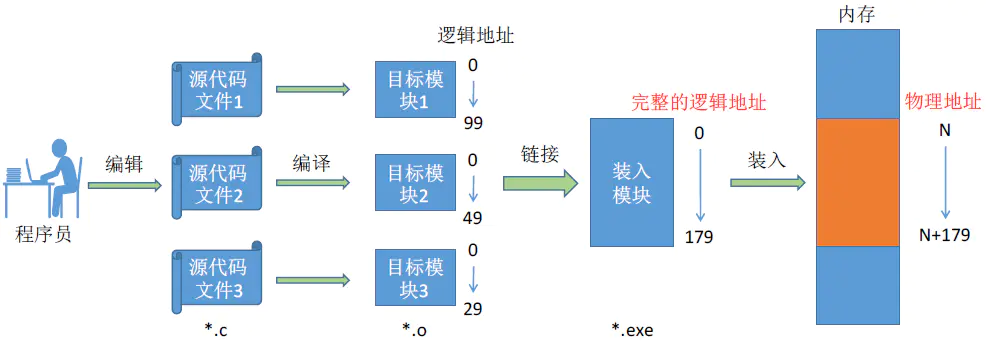 内存
逻辑地址
源代码
文件1
目标模
块1
0
99
完整的逻辑地址
物理地址
编辑
源代码
文件2
编译
目标模
块2
0
49
链接
装入
模块
0
179
装入
N
N+179
程序员
源代码
文件3
目标模
块3
0
29
*.c
*.o
*.exe